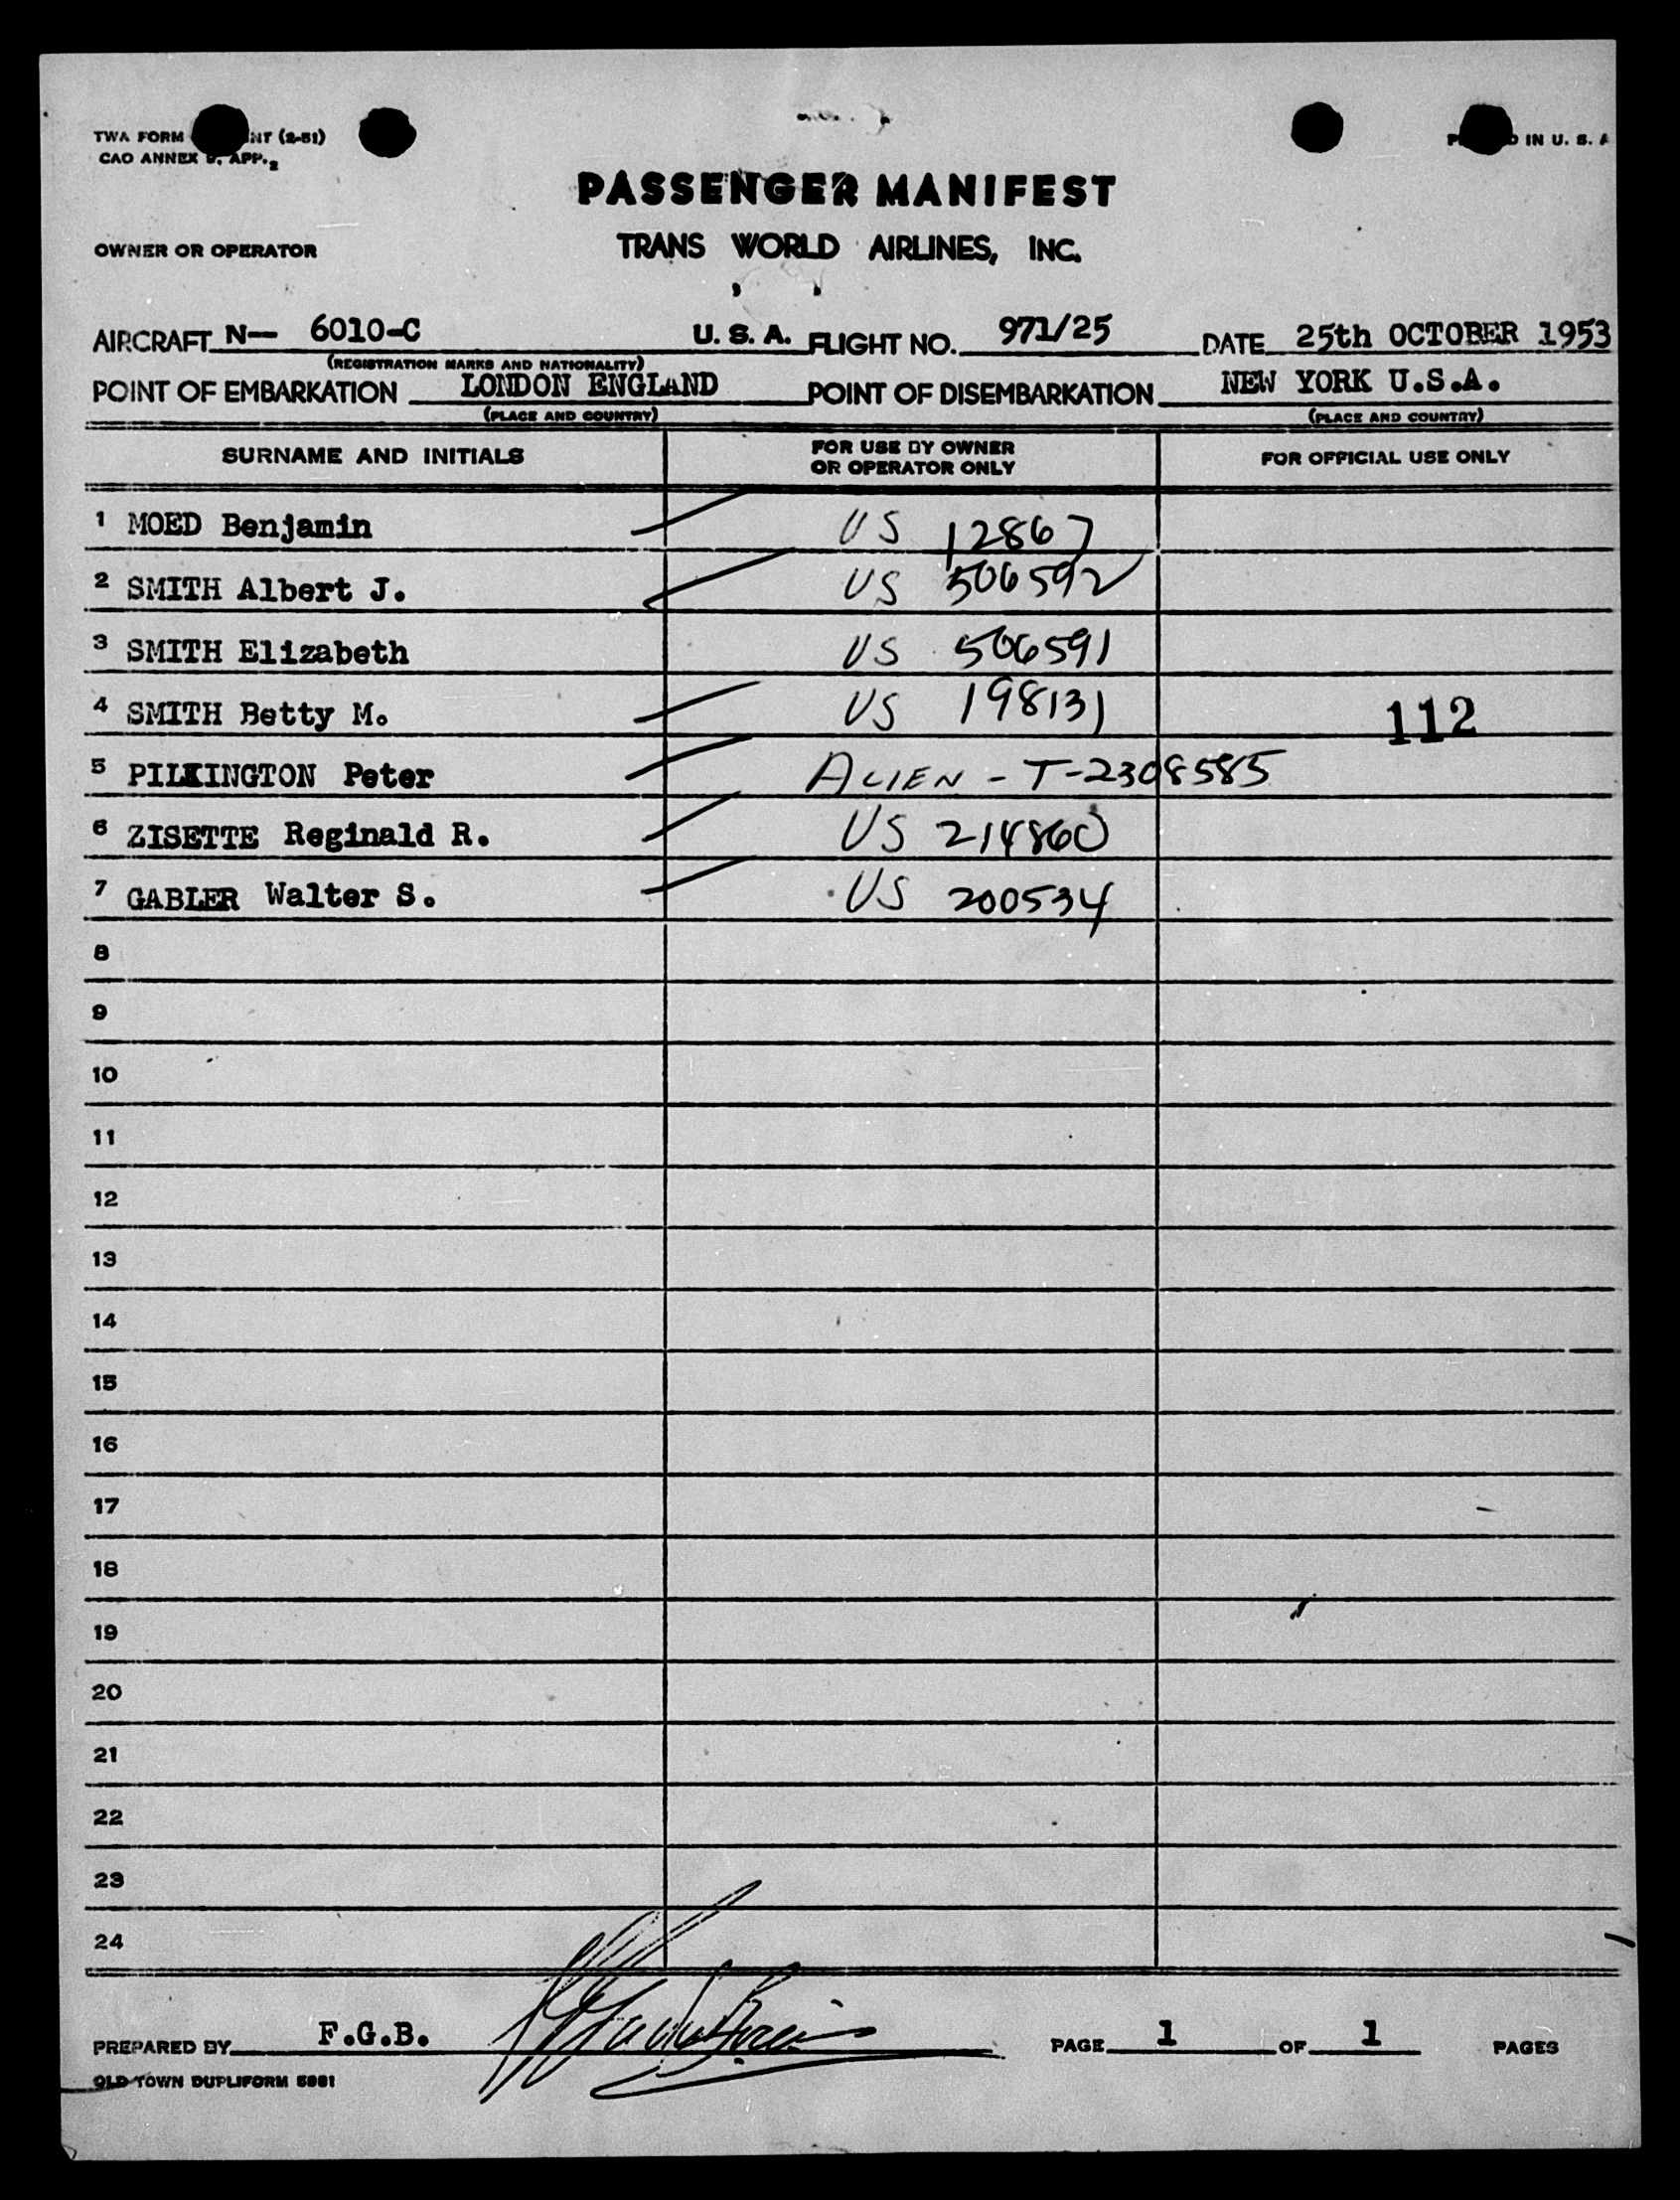 TWA FORM NT (2-51)
CAO ANNEX 9, APP. 2
D IN U. S. A
PASSENGER MANIFEST
OWNER OR OPERATOR TRANS WORLD AIRLINES, INC.
AIRCRAFT N— 6010-C U. S. A. FLIGHT NO. 971/25 DATE 25th OCTOBER 1953
(REGISTRATION MARKS AND NATIONALITY)
POINT OF EMBARKATION LONDON ENGLAND POINT OF DISEMBARKATION NEW YORK U.S.A.
(PLACE AND COUNTRY) (PLACE AND COUNTRY)
SURNAME AND INITIALS FOR USE BY OWNER OR OPERATOR ONLY FOR OFFICIAL USE ONLY
1 MOED Benjamin US 12867
2 SMITH Albert J. US 506592
3 SMITH Elizabeth US 506591
4 SMITH Betty M. US 198131 112
5 PILKINGTON Peter ALIEN - T-2308585
6 ZISETTE Reginald R. US 214860
7 GABLER Walter S. US 200534
8
9
10
11
12
13
14
15
16
17
18
19
20
21
22
23
24
PREPARED BY F.G.B. PAGE 1 OF 1 PAGES
OLD TOWN DUPLIFORM 5881